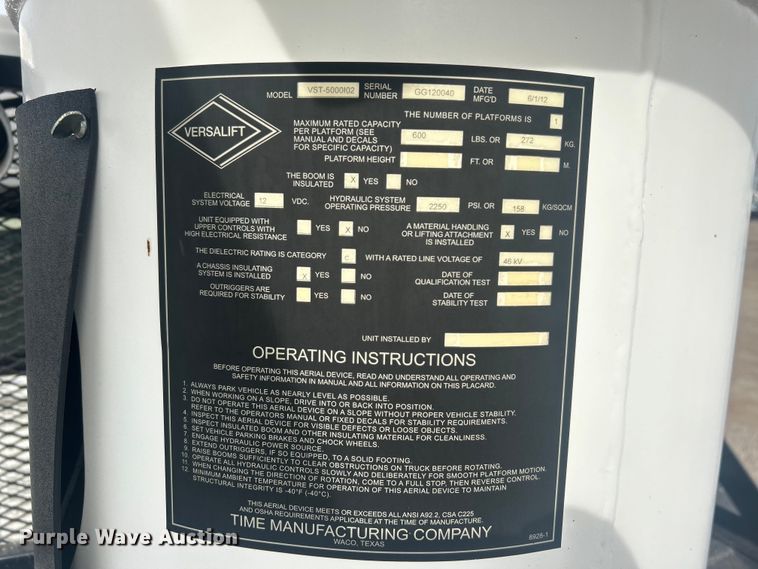 MODEL VST-5000I02 SERIAL NUMBER GG120040 DATE MFG'D 6/1/12
VERSALIFT
THE NUMBER OF PLATFORMS IS 1
MAXIMUM RATED CAPACITY PER PLATFORM (SEE MANUAL AND DECALS FOR SPECIFIC CAPACITY) 600 LBS. OR 272 KG.
PLATFORM HEIGHT FT. OR M.
THE BOOM IS INSULATED X YES NO
ELECTRICAL SYSTEM VOLTAGE 12 VDC. HYDRAULIC SYSTEM OPERATING PRESSURE 2250 PSI. OR 158 KG/SQCM
UNIT EQUIPPED WITH UPPER CONTROLS WITH HIGH ELECTRICAL RESISTANCE YES X NO
A MATERIAL HANDLING OR LIFTING ATTACHMENT IS INSTALLED X YES NO
THE DIELECTRIC RATING IS CATEGORY C WITH A RATED LINE VOLTAGE OF 46 kV
A CHASSIS INSULATING SYSTEM IS INSTALLED X YES NO
DATE OF QUALIFICATION TEST
OUTRIGGERS ARE REQUIRED FOR STABILITY YES NO
DATE OF STABILITY TEST
UNIT INSTALLED BY
OPERATING INSTRUCTIONS
BEFORE OPERATING THIS AERIAL DEVICE, READ AND UNDERSTAND ALL OPERATING AND
SAFETY INFORMATION IN MANUAL AND ALL INFORMATION ON THIS PLACARD.
1. ALWAYS PARK VEHICLE AS NEARLY LEVEL AS POSSIBLE.
2. WHEN WORKING ON A SLOPE, DRIVE INTO OR BACK INTO POSITION.
3. DO NOT OPERATE THIS AERIAL DEVICE ON A SLOPE WITHOUT PROPER VEHICLE STABILITY.
REFER TO THE OPERATORS MANUAL OR FIXED DECALS FOR STABILITY REQUIREMENTS.
4. INSPECT THIS AERIAL DEVICE FOR VISIBLE DEFECTS OR LOOSE OBJECTS.
5. INSPECT INSULATED BOOM AND OTHER INSULATING MATERIAL FOR CLEANLINESS.
6. SET VEHICLE PARKING BRAKES AND CHOCK WHEELS.
7. ENGAGE HYDRAULIC POWER SOURCE.
8. EXTEND OUTRIGGERS, IF SO EQUIPPED, TO A SOLID FOOTING.
9. RAISE BOOMS SUFFICIENTLY TO CLEAR OBSTRUCTIONS ON TRUCK BEFORE ROTATING.
10. OPERATE ALL HYDRAULIC CONTROLS SLOWLY AND DELIBERATELY FOR SMOOTH PLATFORM MOTION.
11. WHEN CHANGING THE DIRECTION OF ROTATION, COME TO A FULL STOP, THEN REVERSE CONTROL.
12. MINIMUM AMBIENT TEMPERATURE FOR OPERATION OF THIS AERIAL DEVICE TO MAINTAIN
STRUCTURAL INTEGRITY IS -40°F (-40°C).
THIS AERIAL DEVICE MEETS OR EXCEEDS ALL ANSI A92.2, CSA C225
AND OSHA REQUIREMENTS APPLICABLE AT THE TIME OF MANUFACTURE.
TIME MANUFACTURING COMPANY
WACO, TEXAS
8928-1
Purple Wave Auction